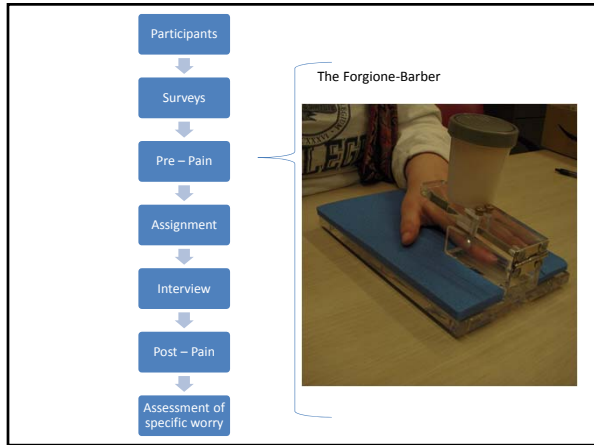 Participants
Surveys
Pre – Pain
Assignment
Interview
Post – Pain
Assessment of
specific worry
The Forgione-Barber